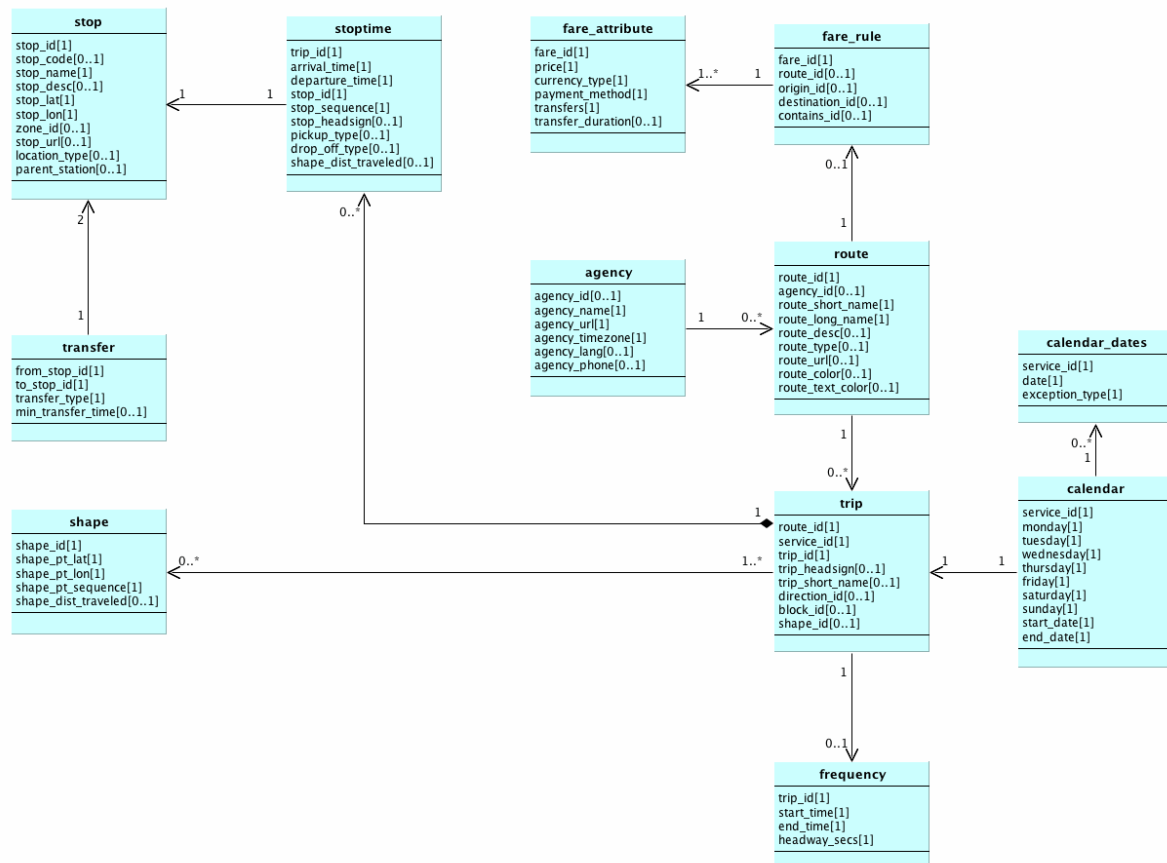 stop
stop_id[1]
stop_code[0..1]
stop_name[1]
stop_desc[0..1]
stop_lat[1]
stop_lon[1]
zone_id[0..1]
stop_url[0..1]
location_type[0..1]
parent_station[0..1]
1
1
stoptime
trip_id[1]
arrival_time[1]
departure_time[1]
stop_id[1]
stop_sequence[1]
stop_headsign[0..1]
pickup_type[0..1]
drop_off_type[0..1]
shape_dist_traveled[0..1]
0..*
fare_attribute
fare_id[1]
price[1]
currency_type[1]
payment_method[1]
transfers[1]
transfer_duration[0..1]
1..*
1
fare_rule
fare_id[1]
route_id[0..1]
origin_id[0..1]
destination_id[0..1]
contains_id[0..1]
0..1
1
2
1
transfer
from_stop_id[1]
to_stop_id[1]
transfer_type[1]
min_transfer_time[0..1]
agency
agency_id[0..1]
agency_name[1]
agency_url[1]
agency_timezone[1]
agency_lang[0..1]
agency_phone[0..1]
1
0..*
route
route_id[1]
agency_id[0..1]
route_short_name[1]
route_long_name[1]
route_desc[0..1]
route_type[0..1]
route_url[0..1]
route_color[0..1]
route_text_color[0..1]
1
0..*
calendar_dates
service_id[1]
date[1]
exception_type[1]
0..*
1
shape
shape_id[1]
shape_pt_lat[1]
shape_pt_lon[1]
shape_pt_sequence[1]
shape_dist_traveled[0..1]
0..*
1..*
1
trip
route_id[1]
service_id[1]
trip_id[1]
trip_headsign[0..1]
trip_short_name[0..1]
direction_id[0..1]
block_id[0..1]
shape_id[0..1]
1
1
calendar
service_id[1]
monday[1]
tuesday[1]
wednesday[1]
thursday[1]
friday[1]
saturday[1]
sunday[1]
start_date[1]
end_date[1]
1
0..1
frequency
trip_id[1]
start_time[1]
end_time[1]
headway_secs[1]